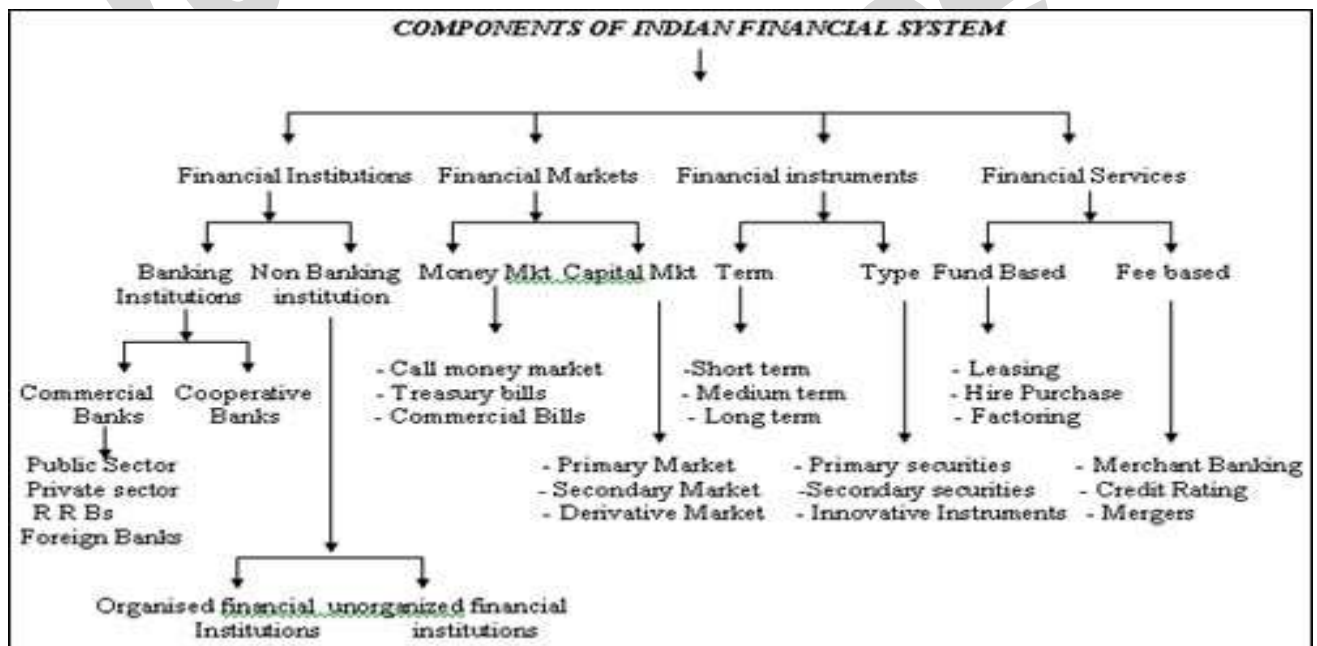 COMPONENTS OF INDIAN FINANCIAL SYSTEM
Financial Institutions Financial Markets Financial instruments Financial Services
Banking Institutions
Non Banking institution
Money Mkt Capital Mkt Term Type Fund Based Fee based
Commercial Banks
Cooperative Banks
- Call money market
- Treasury bills
- Commercial Bills
-Short term
- Medium term
- Long term
- Leasing
- Hire Purchase
- Factoring
Public Sector
Private sector
R R Bs
Foreign Banks
- Primary Market
- Secondary Market
- Derivative Market
- Primary securities
-Secondary securities
- Innovative Instruments
- Merchant Banking
- Credit Rating
- Mergers
Organised financial Institutions
unorganized financial institutions